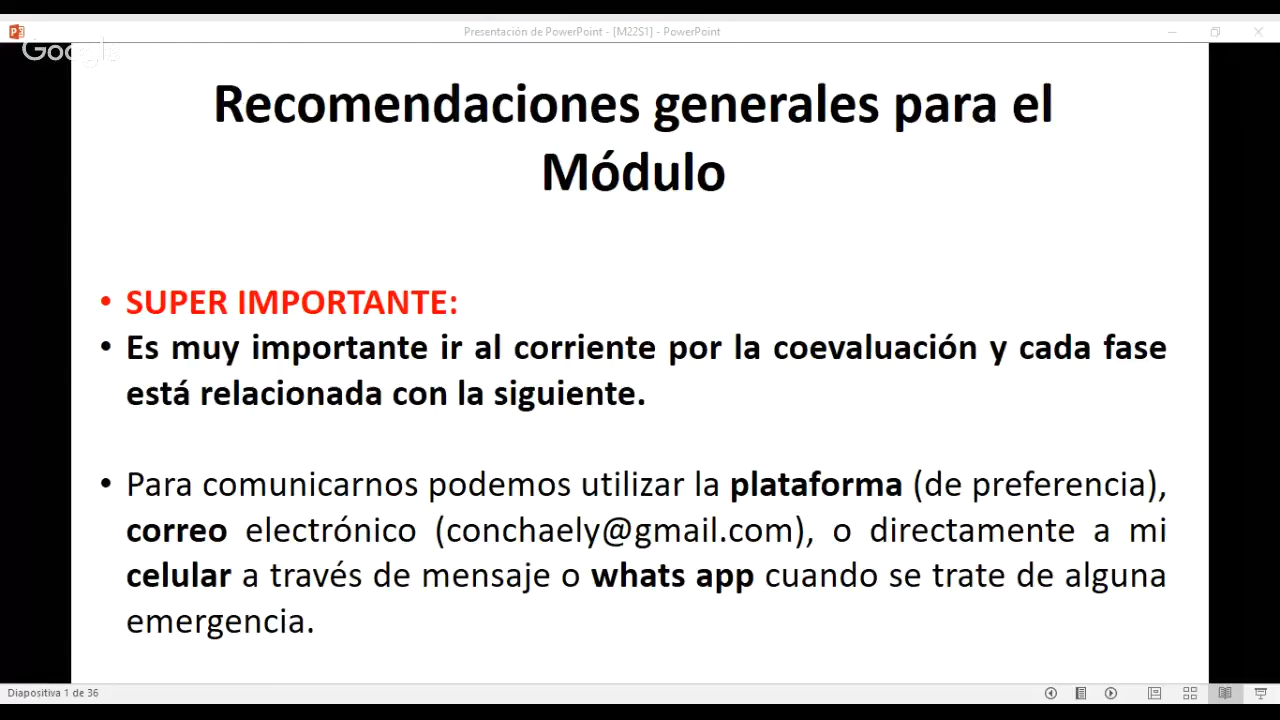 Presentación de PowerPoint - [M22S1] - PowerPoint
Google
Recomendaciones generales para el
Módulo
• SUPER IMPORTANTE:
• Es muy importante ir al corriente por la coevaluación y cada fase
está relacionada con la siguiente.
• Para comunicarnos podemos utilizar la plataforma (de preferencia),
correo electrónico (conchaely@gmail.com), o directamente a mi
celular a través de mensaje o whats app cuando se trate de alguna
emergencia.
Diapositiva 1 de 36